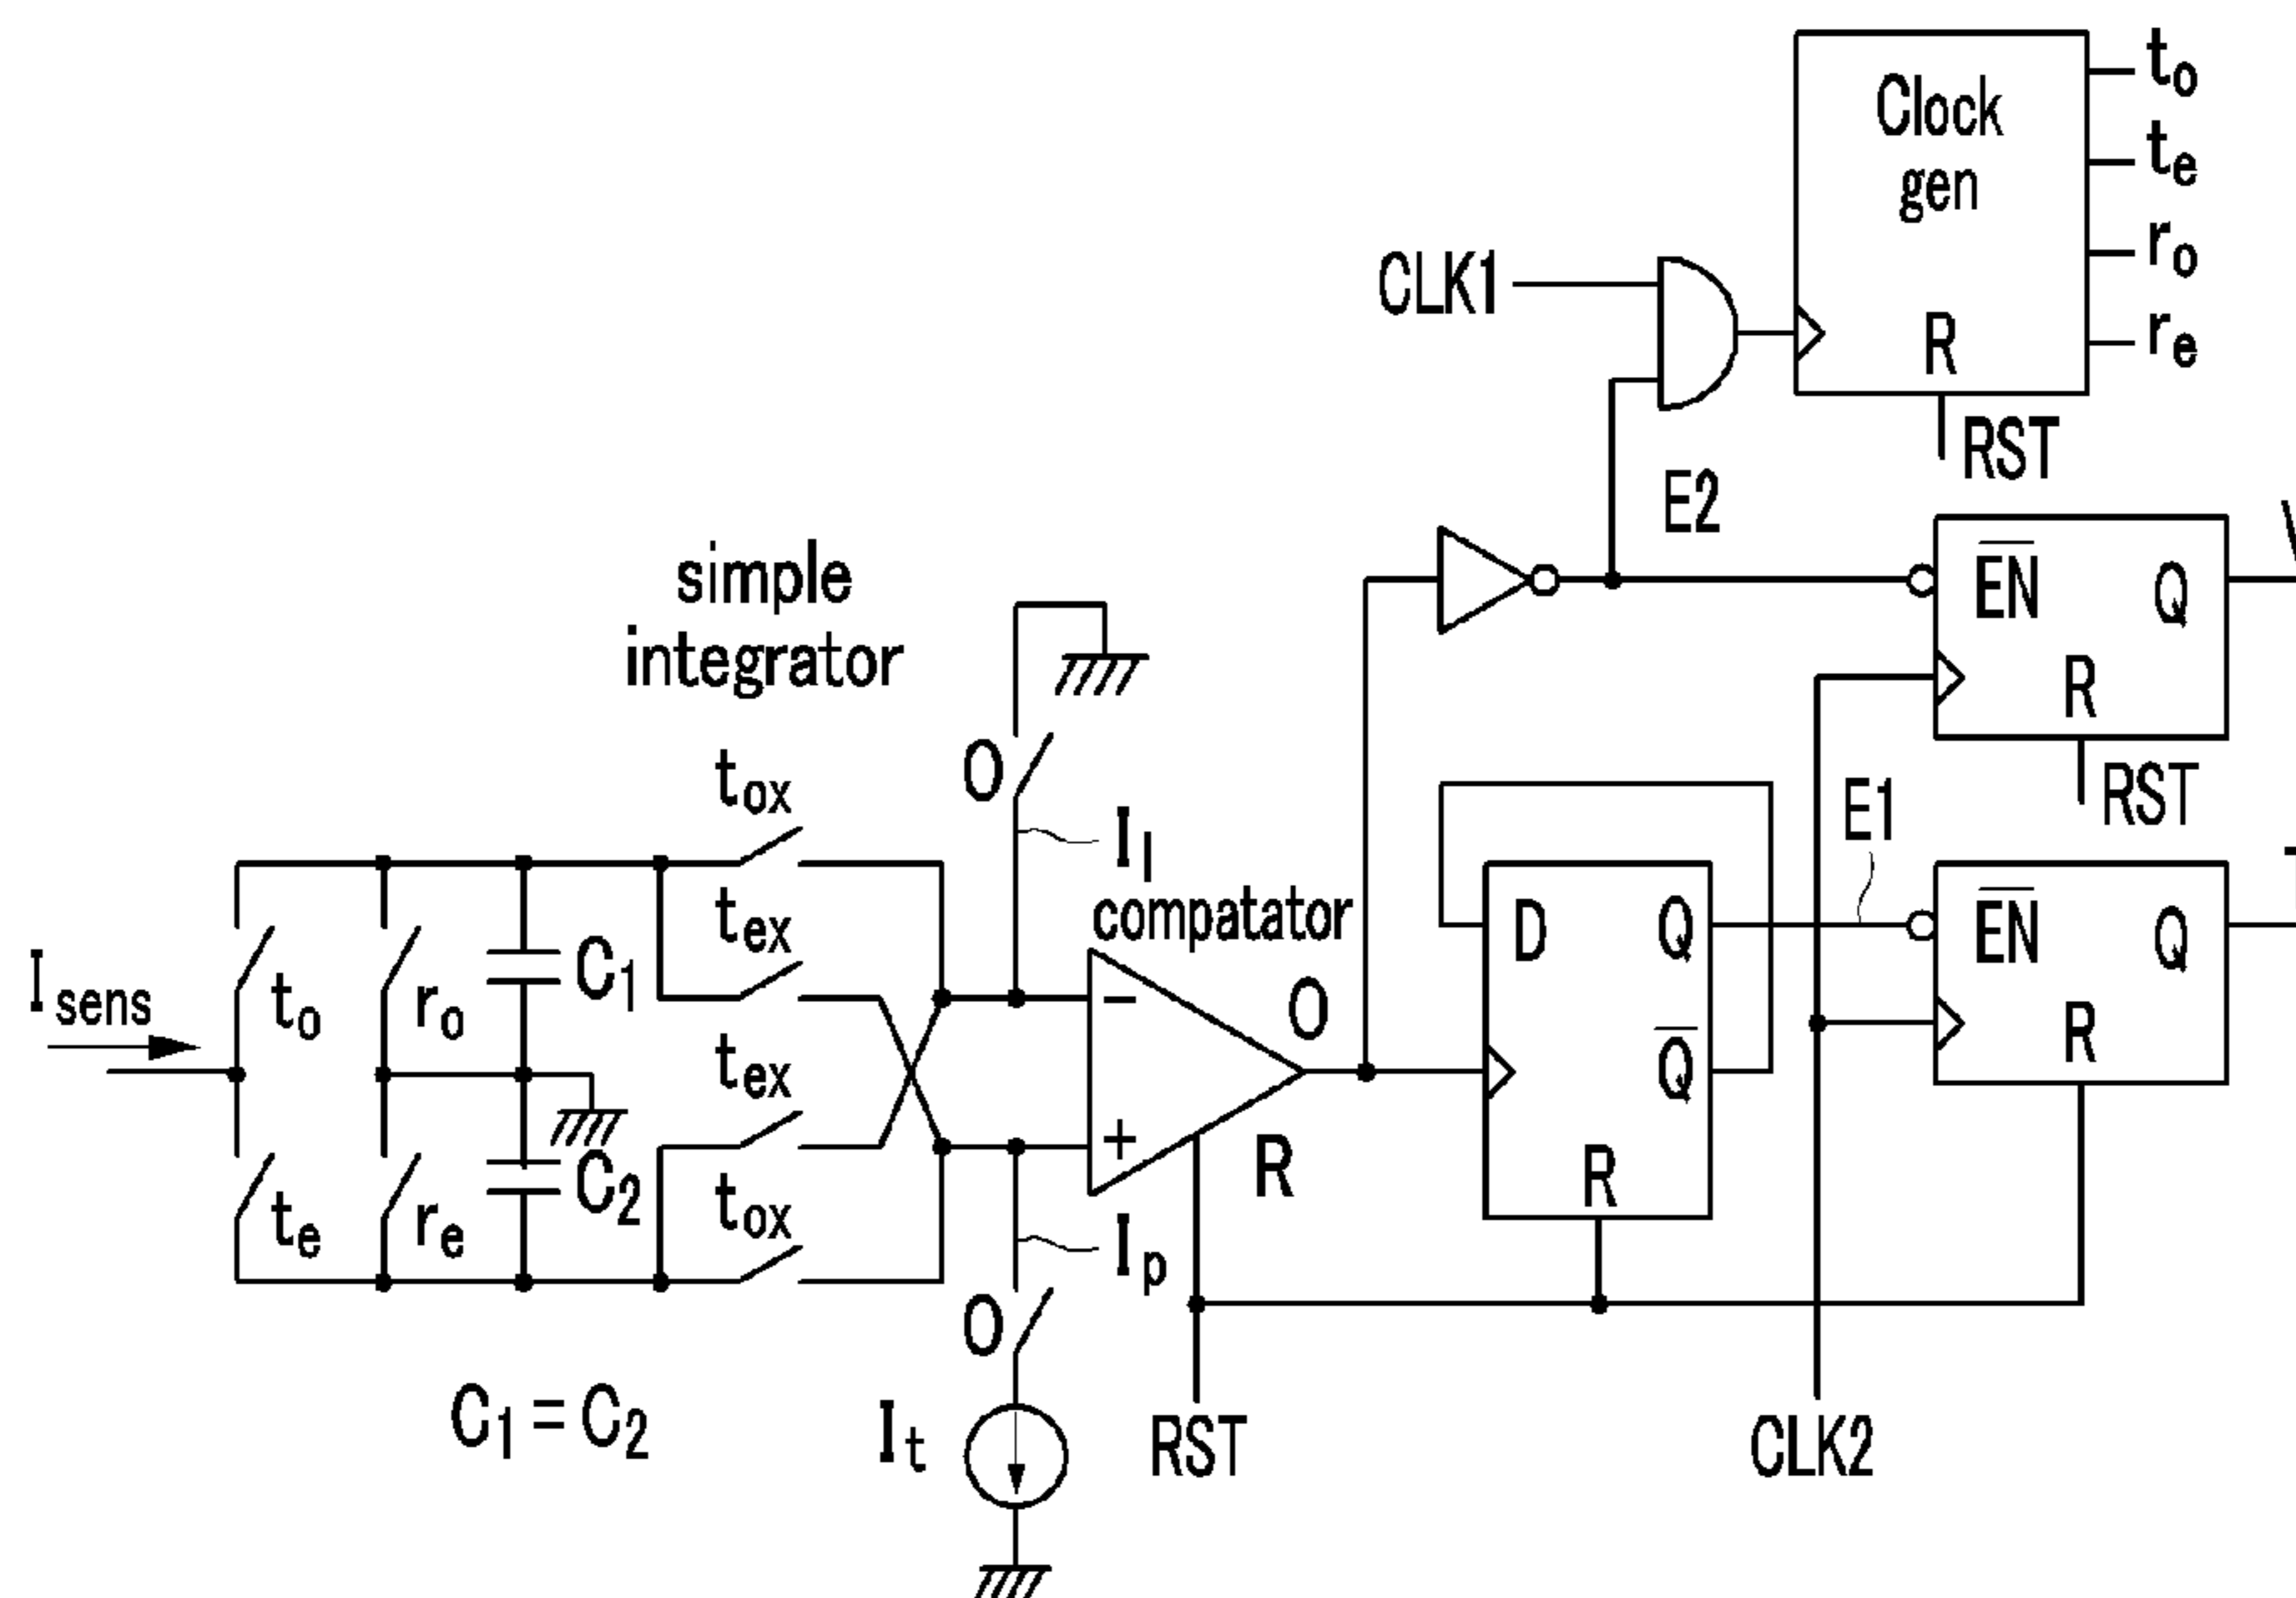 Clock
gen
R
to
te
ro
re
RST
CLK1
E2
EN
Q
R
RST
simple
integrator
O
Il
tox
tex
tex
tox
compatator
Isens
to
te
ro
re
C1
C2
C1 = C2
O
R
Ip
O
It
RST
D
Q
Q
R
E1
EN
Q
R
CLK2